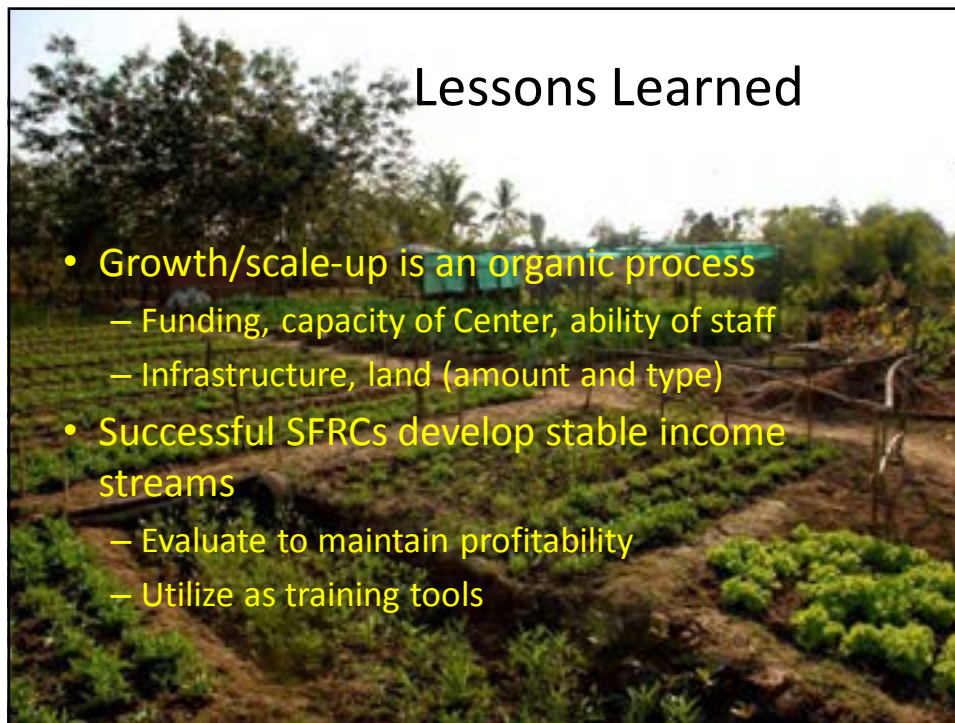 Lessons Learned
• Growth/scale-up is an organic process
– Funding, capacity of Center, ability of staff
– Infrastructure, land (amount and type)
• Successful SFRCs develop stable income
streams
– Evaluate to maintain profitability
– Utilize as training tools